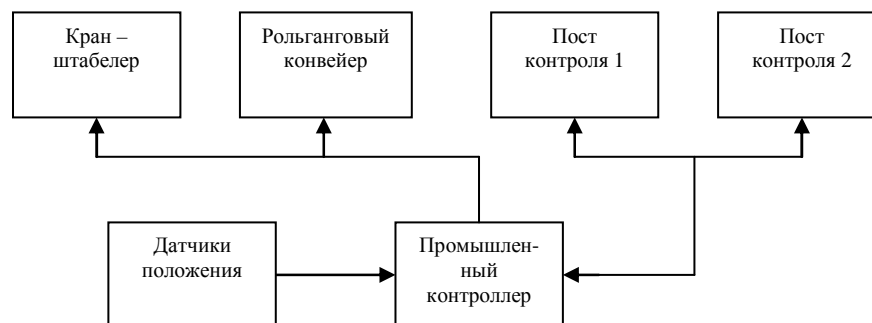 Кран –
штабелер
Рольганговый
конвейер
Пост
контроля 1
Пост
контроля 2
Датчики
положения
Промышлен-
ный
контроллер